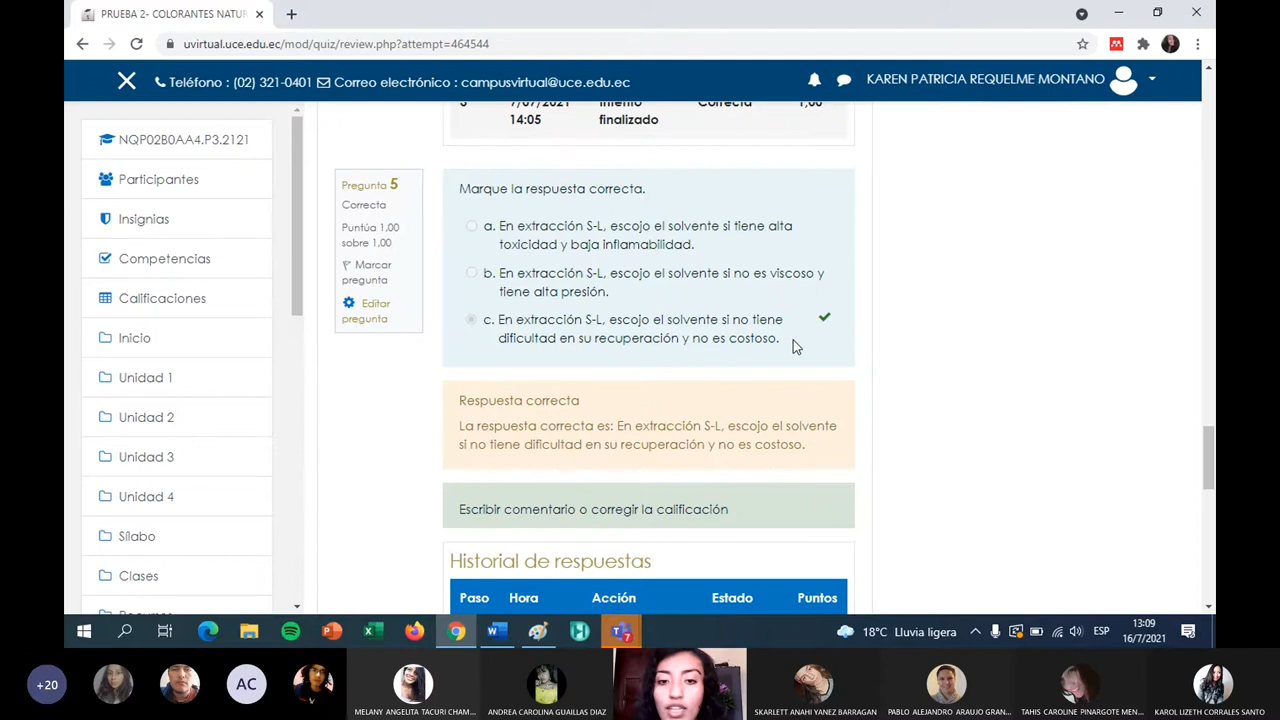 PRUEBA 2- COLORANTES NATUR
uvirtual.uce.edu.ec/mod/quiz/review.php?attempt=464544
Teléfono : (02) 321-0401 Correo electrónico : campusvirtual@uce.edu.ec
KAREN PATRICIA REQUELME MONTANO
NQP02B0AA4.P3.2121
Participantes
Insignias
Competencias
Calificaciones
Inicio
Unidad 1
Unidad 2
Unidad 3
Unidad 4
Sílabo
Clases
3 7/07/2021 Intento Correcta 1,00
14:05 finalizado
Pregunta 5
Correcta
Puntúa 1,00
sobre 1,00
Marcar
pregunta
Editar
pregunta
Marque la respuesta correcta.
a. En extracción S-L, escojo el solvente si tiene alta
toxicidad y baja inflamabilidad.
b. En extracción S-L, escojo el solvente si no es viscoso y
tiene alta presión.
c. En extracción S-L, escojo el solvente si no tiene
dificultad en su recuperación y no es costoso.
Respuesta correcta
La respuesta correcta es: En extracción S-L, escojo el solvente
si no tiene dificultad en su recuperación y no es costoso.
Escribir comentario o corregir la calificación
Historial de respuestas
Paso Hora Acción Estado Puntos
7
18°C Lluvia ligera
ESP
13:09
16/7/2021
+20
AC
MELANY ANGELITA TACURI CHAM...
ANDREA CAROLINA GUAILLAS DIAZ
SKARLETT ANAHI YANEZ BARRAGAN
PABLO ALEJANDRO ARAUJO GRAN...
TAHIS CAROLINE PINARGOTE MEN...
KAROL LIZETH CORRALES SANTO